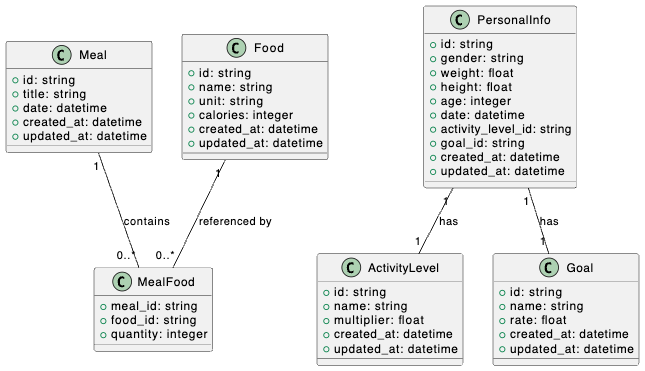 C Meal
id: string
title: string
date: datetime
created_at: datetime
updated_at: datetime
C Food
id: string
name: string
unit: string
calories: integer
created_at: datetime
updated_at: datetime
C PersonalInfo
id: string
gender: string
weight: float
height: float
age: integer
date: datetime
activity_level_id: string
goal_id: string
created_at: datetime
updated_at: datetime
1
contains
0..*
1
referenced by
0..*
1
has
1
1
has
1
C MealFood
meal_id: string
food_id: string
quantity: integer
C ActivityLevel
id: string
name: string
multiplier: float
created_at: datetime
updated_at: datetime
C Goal
id: string
name: string
rate: float
created_at: datetime
updated_at: datetime